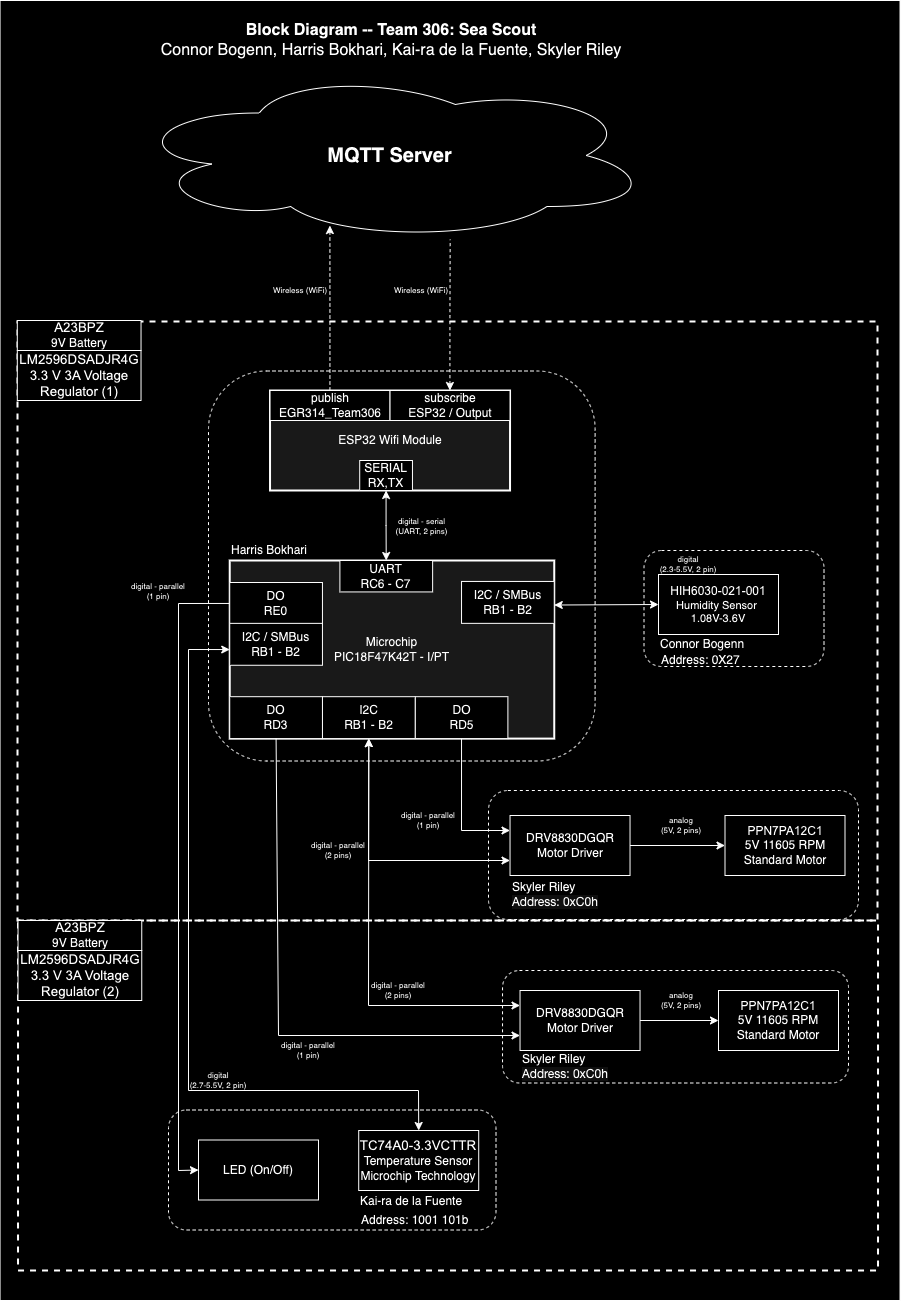 Block Diagram -- Team 306: Sea Scout
Connor Bogenn, Harris Bokhari, Kai-ra de la Fuente, Skyler Riley
MQTT Server
Wireless (WiFi)
Wireless (WiFi)
A23BPZ
9V Battery
LM2596DSADJR4G
3.3 V 3A Voltage
Regulator (1)
publish
EGR314_Team306
subscribe
ESP32 / Output
ESP32 Wifi Module
SERIAL
RX,TX
digital - serial
(UART, 2 pins)
Harris Bokhari
UART
RC6 - C7
digital - parallel
(1 pin)
DO
RE0
I2C / SMBus
RB1 - B2
I2C / SMBus
RB1 - B2
Microchip
PIC18F47K42T - I/PT
DO
RD3
I2C
RB1 - B2
DO
RD5
digital
(2.3-5.5V, 2 pin)
HIH6030-021-001
Humidity Sensor
1.08V-3.6V
Connor Bogenn
Address: 0X27
digital - parallel
(1 pin)
digital - parallel
(2 pins)
DRV8830DGQR
Motor Driver
analog
(5V, 2 pins)
PPN7PA12C1
5V 11605 RPM
Standard Motor
Skyler Riley
Address: 0xC0h
A23BPZ
9V Battery
LM2596DSADJR4G
3.3 V 3A Voltage
Regulator (2)
digital - parallel
(2 pins)
digital - parallel
(1 pin)
DRV8830DGQR
Motor Driver
analog
(5V, 2 pins)
PPN7PA12C1
5V 11605 RPM
Standard Motor
Skyler Riley
Address: 0xC0h
digital
(2.7-5.5V, 2 pin)
LED (On/Off)
TC74A0-3.3VCTTR
Temperature Sensor
Microchip Technology
Kai-ra de la Fuente
Address: 1001 101b